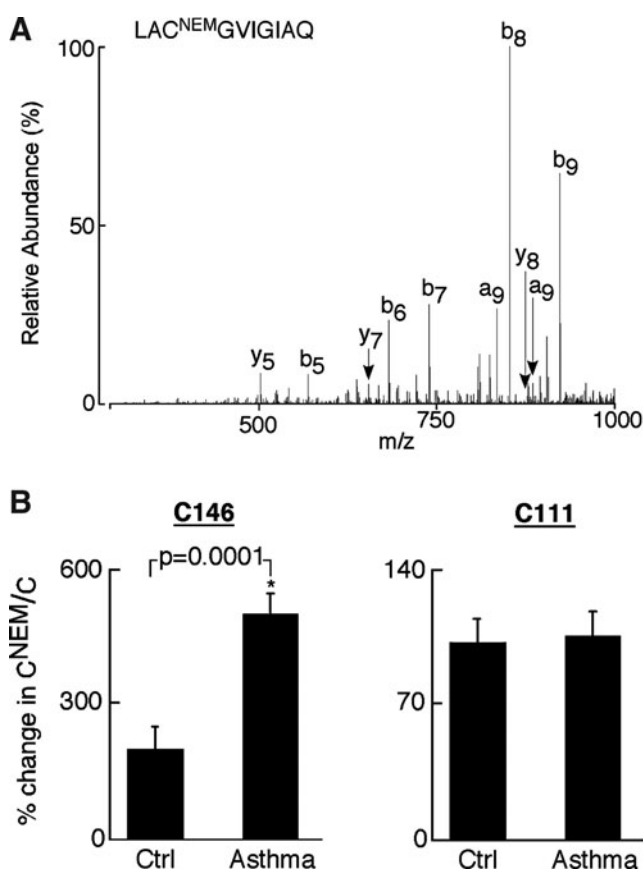 A
LACNEMGVIGIAQ
Relative Abundance (%)
100
50
0
b8
b9
y8
a9
a9
b7
b6
y7
y5
b5
500
750
1000
m/z
B
C146
C111
% change in CNEM/C
600
300
0
p=0.0001
*
Ctrl
Asthma
140
70
0
Ctrl
Asthma